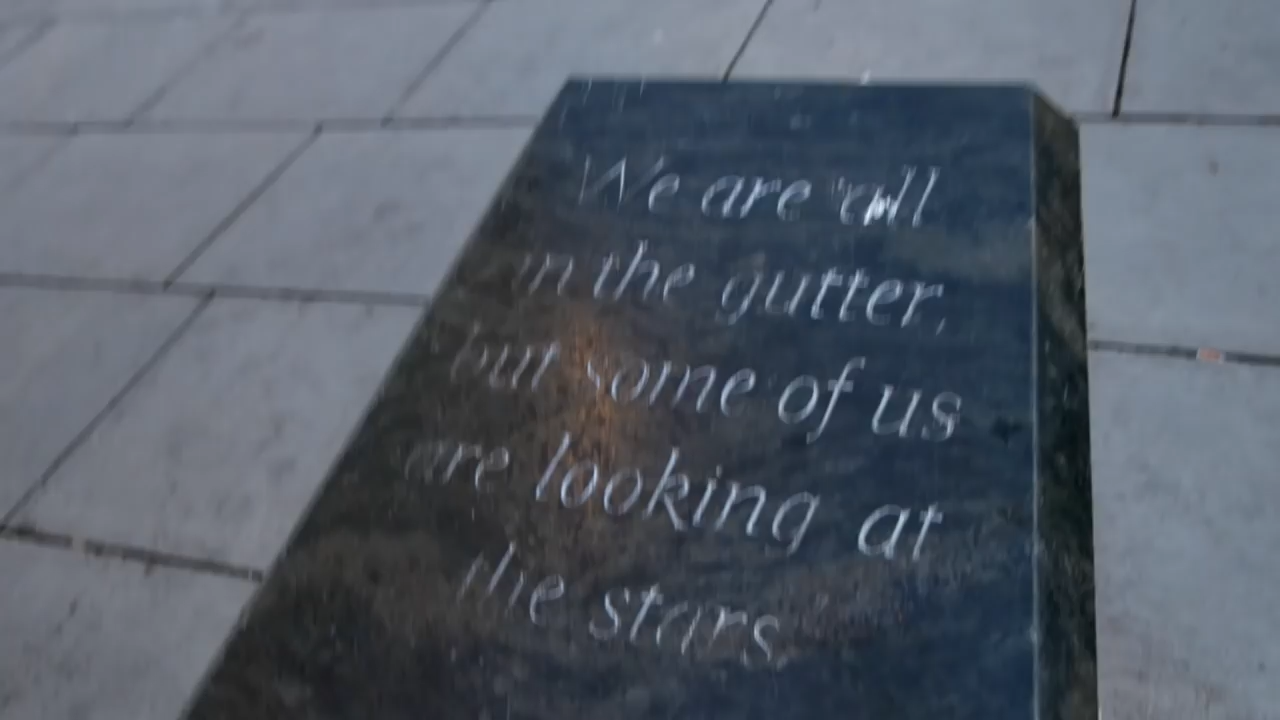 We are all
in the gutter,
but some of us
are looking at
the stars